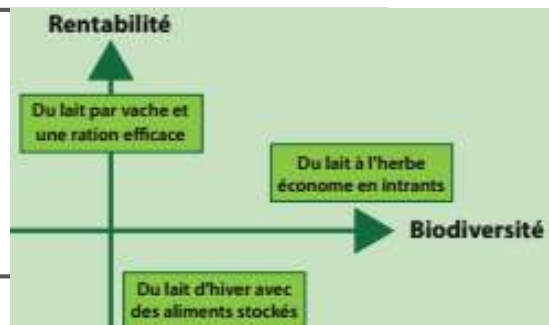 Rentabilité
Du lait par vache et
une ration efficace
Du lait à l'herbe
économe en intrants
Biodiversité
Du lait d'hiver avec
des aliments stockés